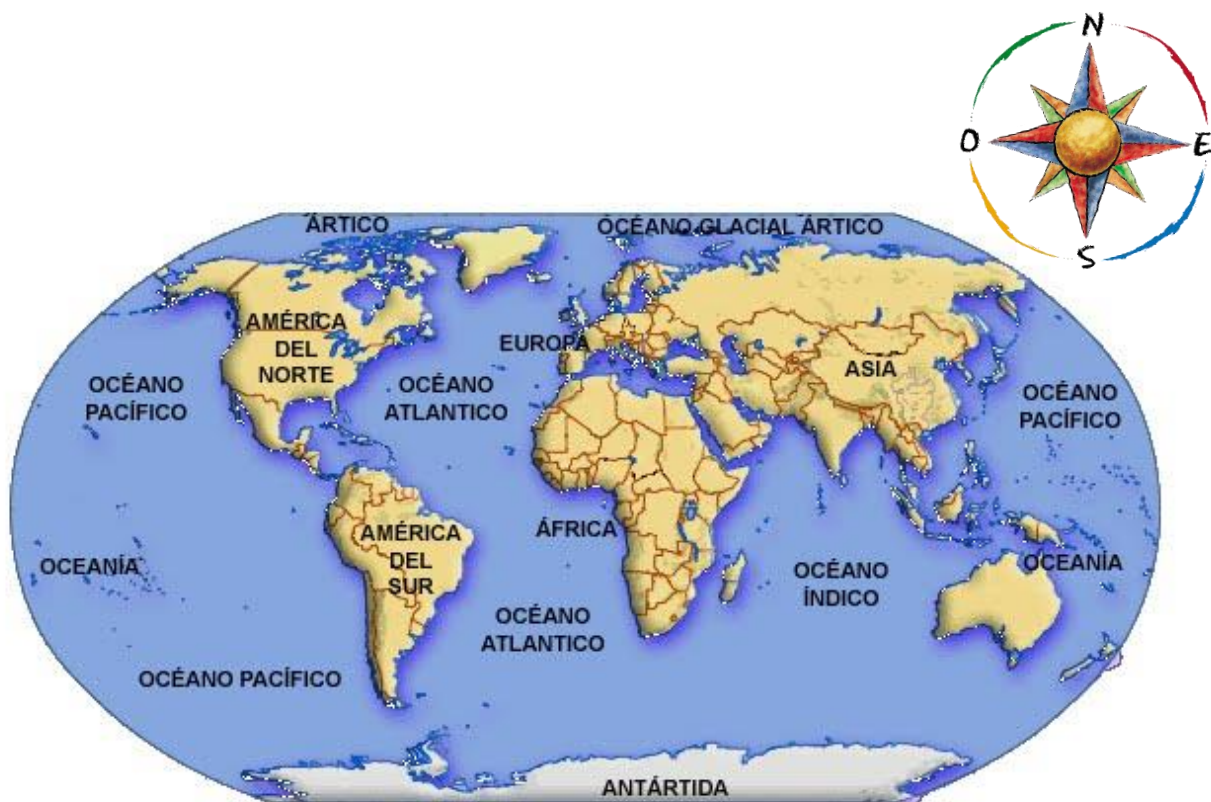 N
O
E
S
ÁRTICO
ÓCÉANO GLACIAL ÁRTICO
AMÉRICA
DEL
NORTE
EUROPA
ASIA
OCÉANO
PACÍFICO
OCÉANO
ATLANTICO
OCÉANO
PACÍFICO
ÁFRICA
AMÉRICA
DEL
SUR
OCEANÍA
OCÉANO
ÍNDICO
OCEANÍA
OCÉANO
ATLANTICO
OCÉANO PACÍFICO
ANTÁRTIDA